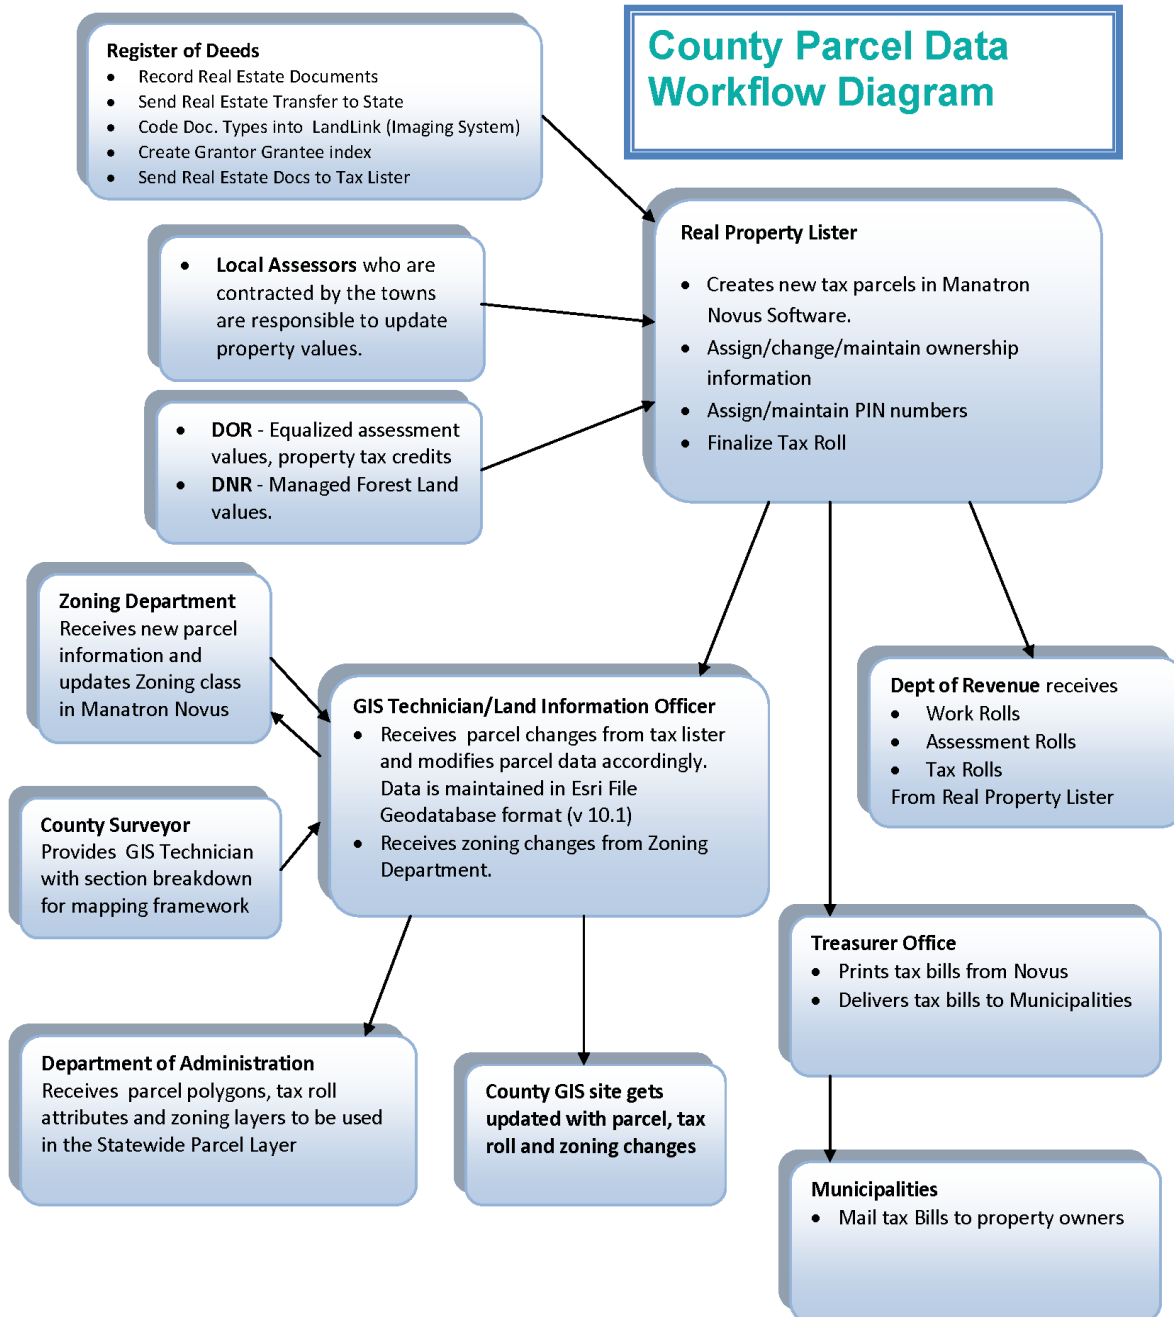 County Parcel Data
Workflow Diagram
Register of Deeds
• Record Real Estate Documents
• Send Real Estate Transfer to State
• Code Doc. Types into LandLink (Imaging System)
• Create Grantor Grantee index
• Send Real Estate Docs to Tax Lister
Real Property Lister
• Creates new tax parcels in Manatron
Novus Software.
• Assign/change/maintain ownership
information
• Assign/maintain PIN numbers
• Finalize Tax Roll
• Local Assessors who are
contracted by the towns
are responsible to update
property values.
• DOR - Equalized assessment
values, property tax credits
• DNR - Managed Forest Land
values.
Zoning Department
Receives new parcel
information and
updates Zoning class
in Manatron Novus
GIS Technician/Land Information Officer
• Receives parcel changes from tax lister
and modifies parcel data accordingly.
Data is maintained in Esri File
Geodatabase format (v 10.1)
• Receives zoning changes from Zoning
Department.
Dept of Revenue receives
• Work Rolls
• Assessment Rolls
• Tax Rolls
From Real Property Lister
County Surveyor
Provides GIS Technician
with section breakdown
for mapping framework
Treasurer Office
• Prints tax bills from Novus
• Delivers tax bills to Municipalities
Department of Administration
Receives parcel polygons, tax roll
attributes and zoning layers to be used
in the Statewide Parcel Layer
County GIS site gets
updated with parcel, tax
roll and zoning changes
Municipalities
• Mail tax Bills to property owners